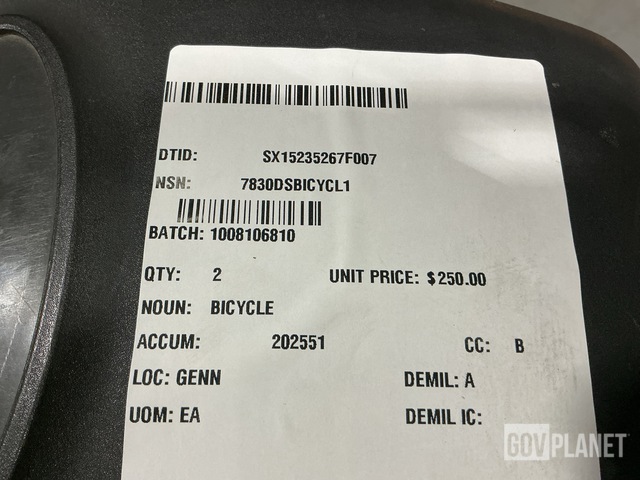 DTID: SX15235267F007
NSN: 7830DSBICYCL1
BATCH: 1008106810
QTY: 2 UNIT PRICE: $250.00
NOUN: BICYCLE
ACCUM: 202551 CC: B
LOC: GENN DEMIL: A
UOM: EA DEMIL IC:
GOVPLANET